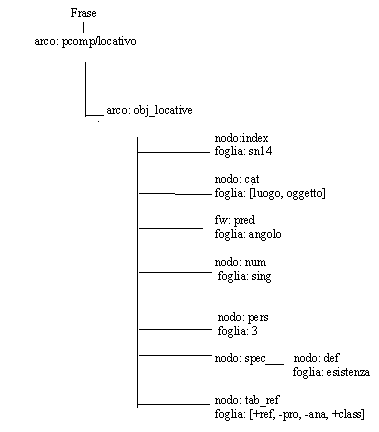 Frase
arco: pcomp/locativo
arco: obj_locative
nodo:index
foglia: sn14
nodo: cat
foglia: [luogo, oggetto]
fw: pred
foglia: angolo
nodo: num
foglia: sing
nodo: pers
foglia: 3
nodo: spec nodo: def
foglia: esistenza
nodo: tab_ref
foglia: [+ref, -pro, -ana, +class]